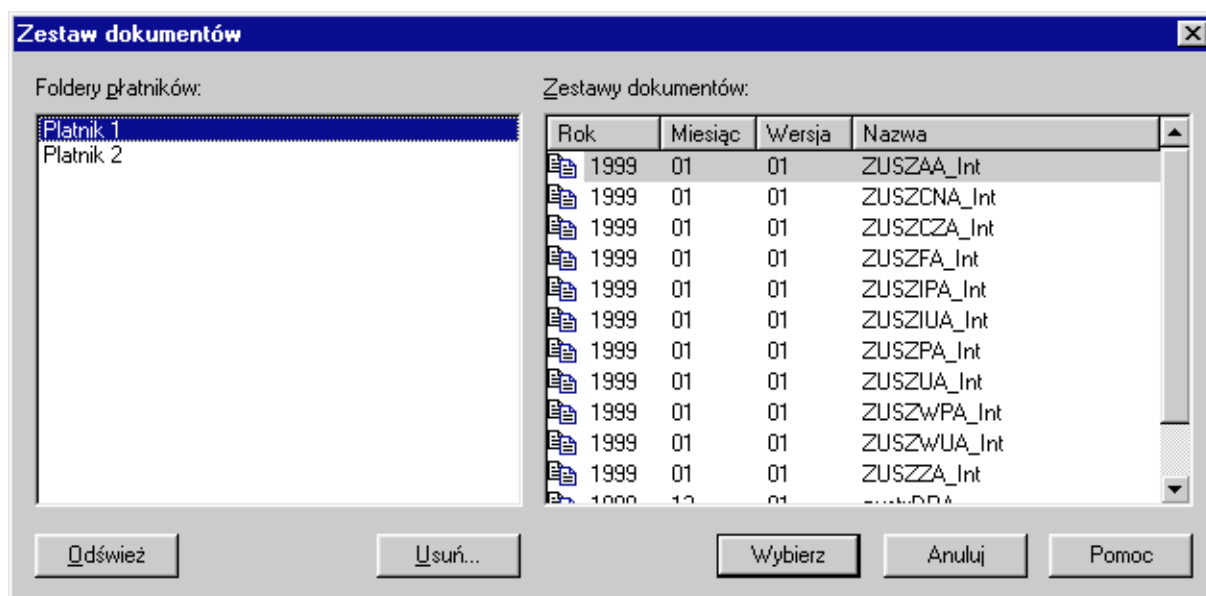 Zestaw dokumentów
Foldery płatników:
Zestawy dokumentów:
Platnik 1
Platnik 2
Rok Miesiąc Wersja Nazwa
1999 01 01 ZUSZAA_Int
1999 01 01 ZUSZCNA_Int
1999 01 01 ZUSZCZA_Int
1999 01 01 ZUSZFA_Int
1999 01 01 ZUSZIPA_Int
1999 01 01 ZUSZIUA_Int
1999 01 01 ZUSZPA_Int
1999 01 01 ZUSZUA_Int
1999 01 01 ZUSZWPA_Int
1999 01 01 ZUSZWUA_Int
1999 01 01 ZUSZZA_Int
Odśwież Usuń... Wybierz Anuluj Pomoc